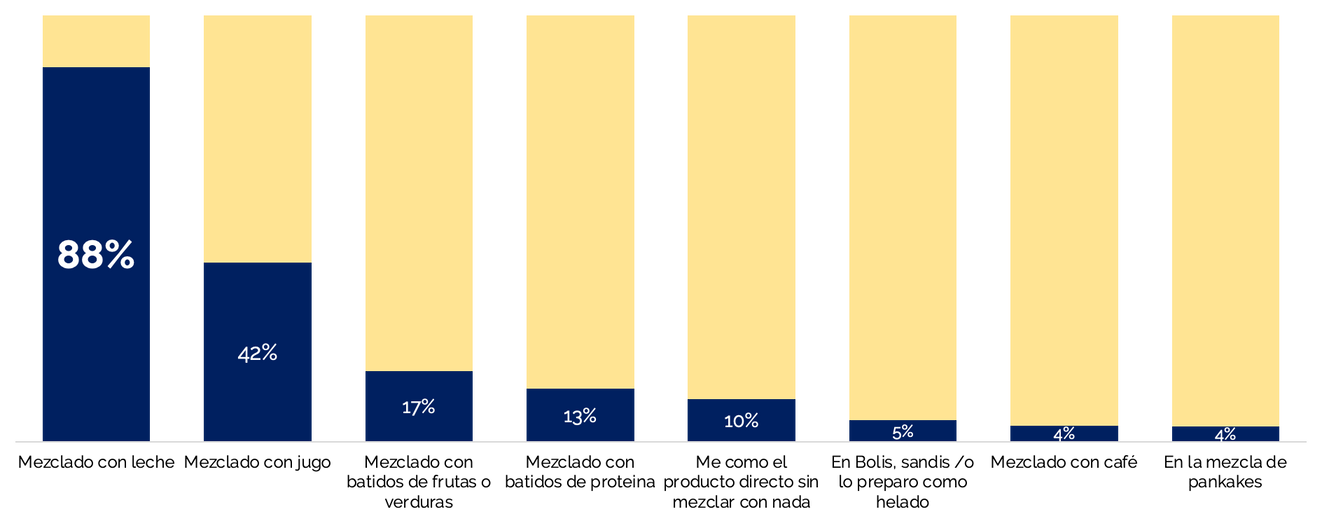 88%
42%
17%
13%
10%
5%
4%
4%
Mezclado con leche
Mezclado con jugo
Mezclado con
batidos de frutas o
verduras
Mezclado con
batidos de proteina
Me como el
producto directo sin
mezclar con nada
En Bolis, sandis /o
lo preparo como
helado
Mezclado con café
En la mezcla de
pankakes